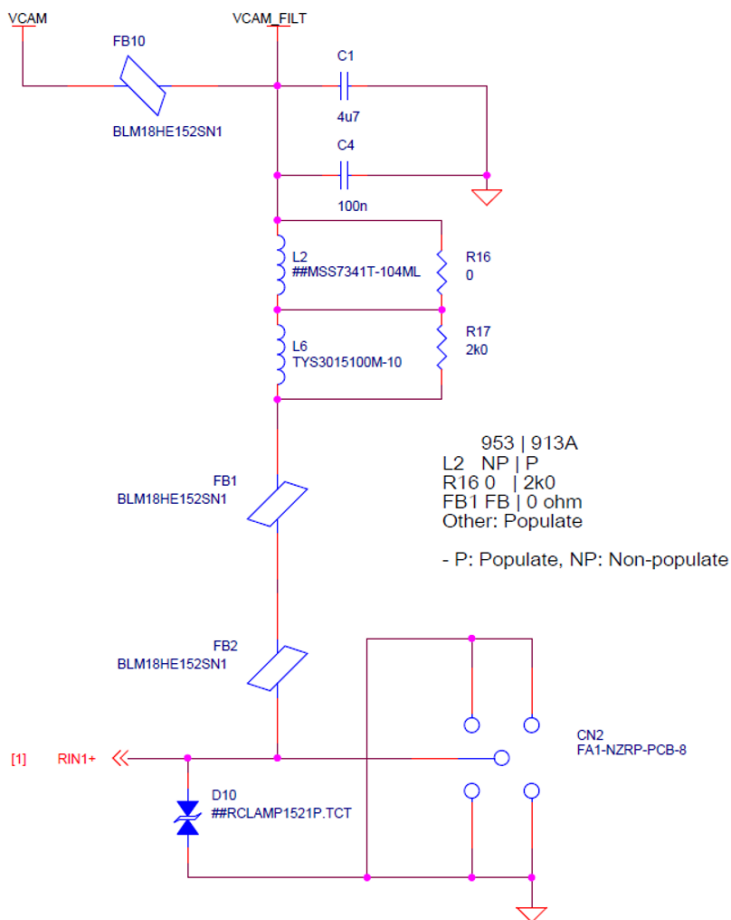 VCAM
VCAM_FILT
FB10
BLM18HE152SN1
C1
4u7
C4
100n
L2
##MSS7341T-104ML
R16
0
L6
TYS3015100M-10
R17
2k0
FB1
BLM18HE152SN1
953 | 913A
L2 NP | P
R16 0 | 2k0
FB1 FB | 0 ohm
Other: Populate
- P: Populate, NP: Non-populate
FB2
BLM18HE152SN1
CN2
FA1-NZRP-PCB-8
[1] RIN1+
D10
##RCLAMP1521P.TCT